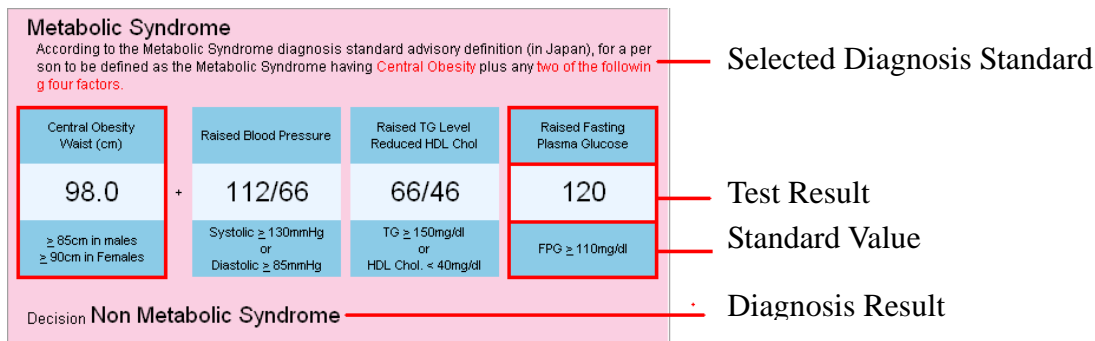 Metabolic Syndrome
According to the Metabolic Syndrome diagnosis standard advisory definition (in Japan), for a per
son to be defined as the Metabolic Syndrome having Central Obesity plus any two of the followin
g four factors.
Selected Diagnosis Standard
Central Obesity
Waist (cm)
Raised Blood Pressure
Raised TG Level
Reduced HDL Chol
Raised Fasting
Plasma Glucose
98.0
+
112/66
66/46
120
Test Result
≥ 85cm in males
≥ 90cm in Females
Systolic ≥ 130mmHg
or
Diastolic ≥ 85mmHg
TG ≥ 150mg/dl
or
HDL Chol. < 40mg/dl
FPG ≥ 110mg/dl
Standard Value
Decision Non Metabolic Syndrome
Diagnosis Result